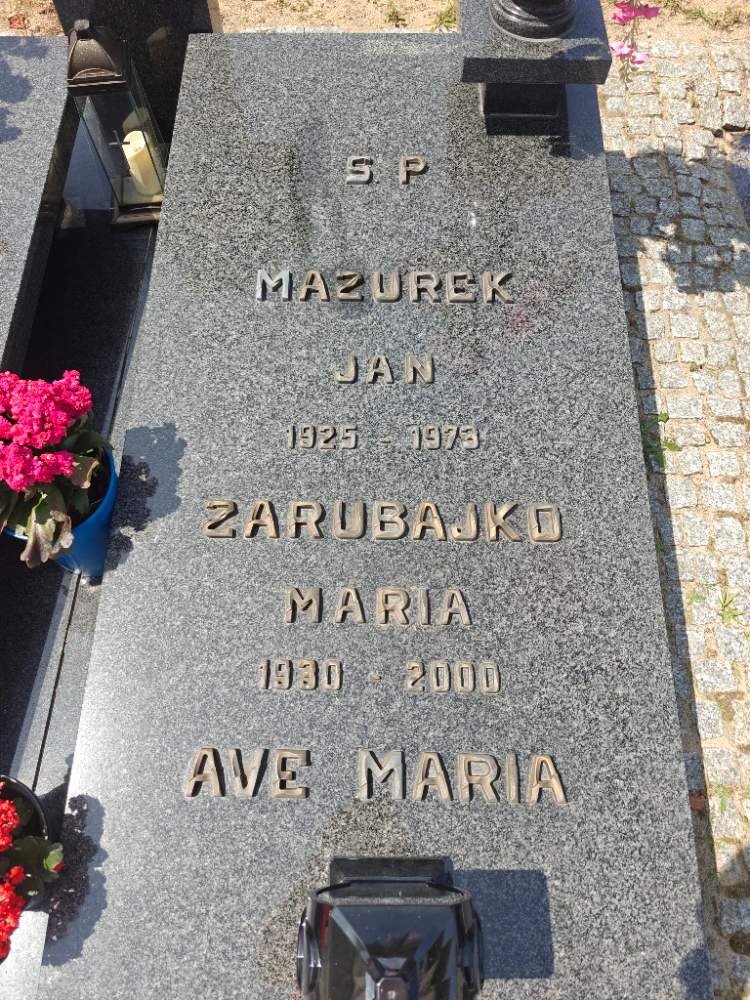 S P
MAZUREK
JAN
1925 - 1973
ZARUBAJKO
MARIA
1930 - 2000
AVE MARIA